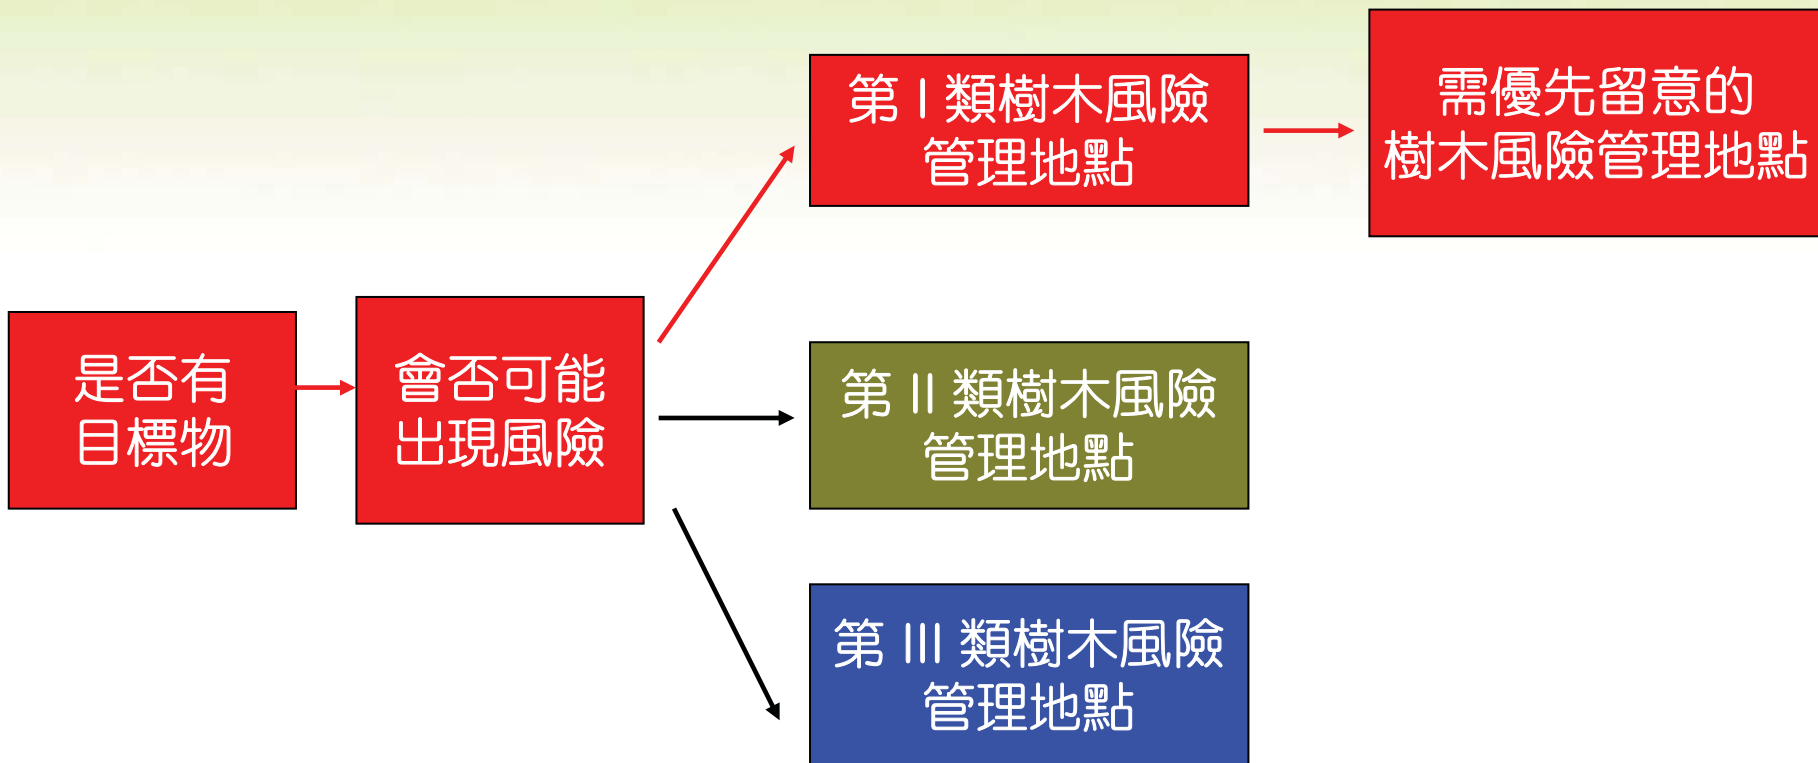 是否有
目標物
會否可能
出現風險
第 I 類樹木風險
管理地點
需優先留意的
樹木風險管理地點
第 II 類樹木風險
管理地點
第 III 類樹木風險
管理地點